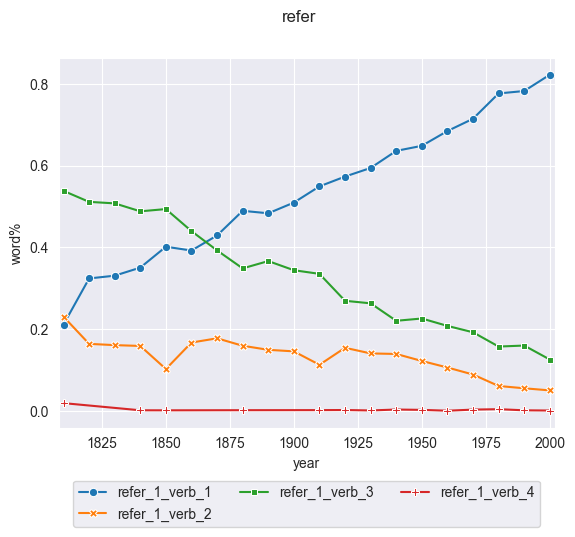 refer
0.8
0.6
0.4
0.2
0.0
word%
1825 1850 1875 1900 1925 1950 1975 2000
year
refer_1_verb_1 refer_1_verb_3 refer_1_verb_4
refer_1_verb_2